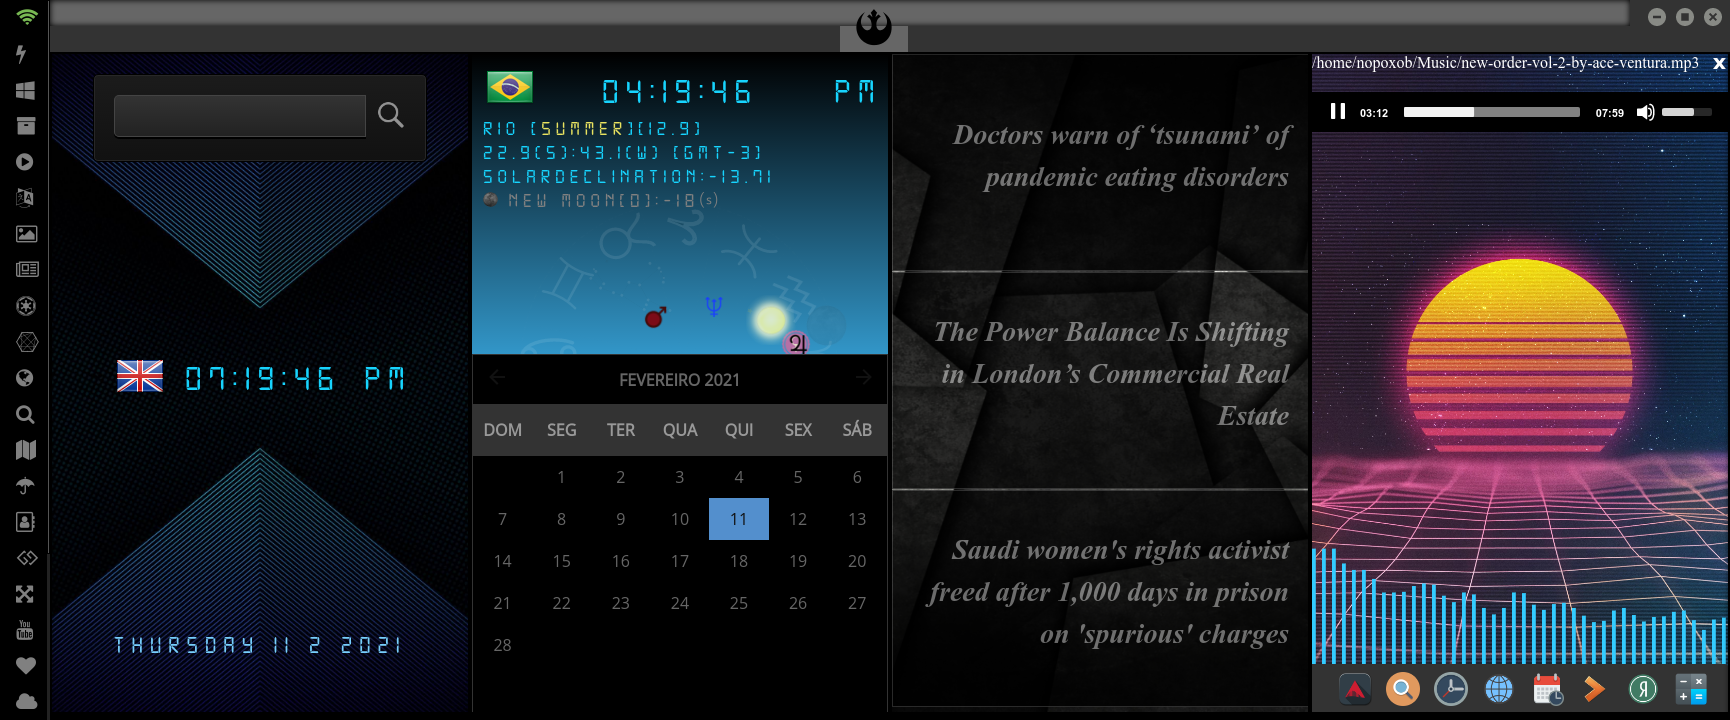 07:19:46 PM
THURSDAY 11 2 2021
04:19:46 PM
RIO (SUMMER)(12.9)
22.9(S):43.1(W) (GMT-3)
SOLARDECLINATION:-13.71
NEW MOON(0):-18(s)
FEVEREIRO 2021
DOM SEG TER QUA QUI SEX SÁB
1 2 3 4 5 6
7 8 9 10 11 12 13
14 15 16 17 18 19 20
21 22 23 24 25 26 27
28
Doctors warn of ‘tsunami’ of
pandemic eating disorders
The Power Balance Is Shifting
in London’s Commercial Real
Estate
Saudi women's rights activist
freed after 1,000 days in prison
on 'spurious' charges
/home/nopoxob/Music/new-order-vol-2-by-ace-ventura.mp3 x
03:12 07:59
You
Tube
Я